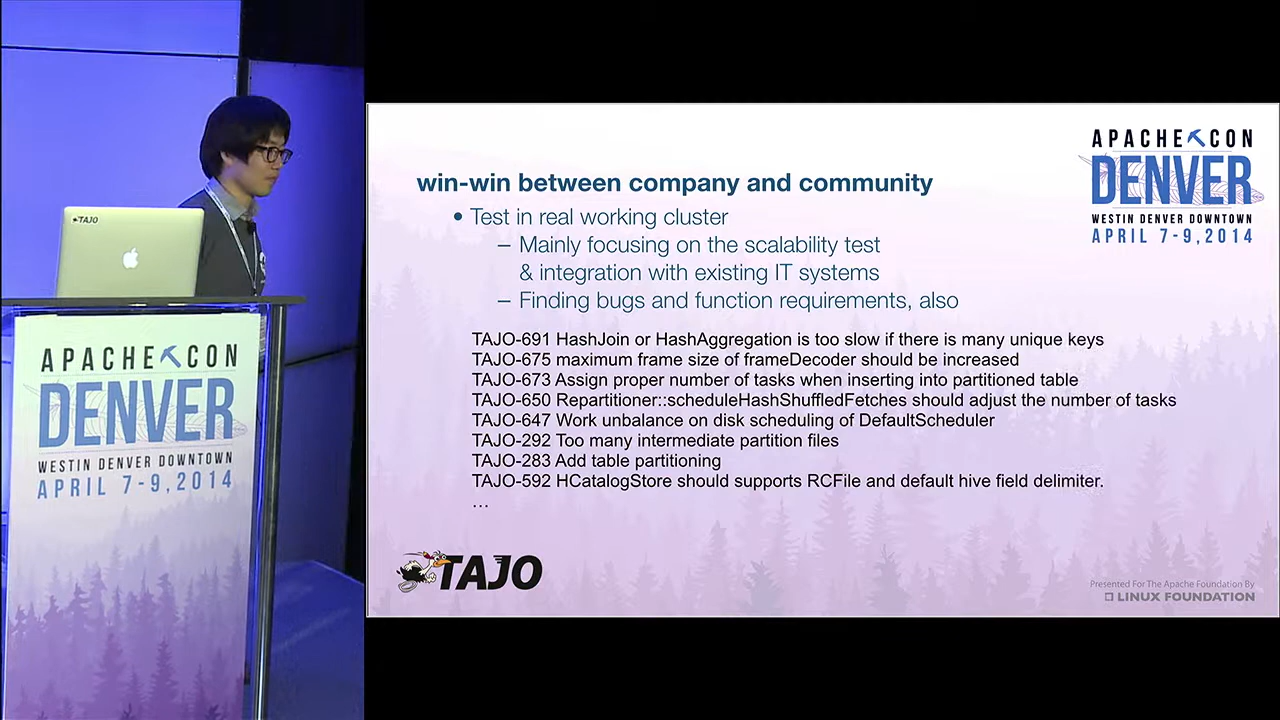 TAJO
APACHE CON
DENVER
WESTIN DENVER DOWNTOWN
APRIL 7-9, 2014
win-win between company and community
• Test in real working cluster
– Mainly focusing on the scalability test
& integration with existing IT systems
– Finding bugs and function requirements, also
TAJO-691 HashJoin or HashAggregation is too slow if there is many unique keys
TAJO-675 maximum frame size of frameDecoder should be increased
TAJO-673 Assign proper number of tasks when inserting into partitioned table
TAJO-650 Repartitioner::scheduleHashShuffledFetches should adjust the number of tasks
TAJO-647 Work unbalance on disk scheduling of DefaultScheduler
TAJO-292 Too many intermediate partition files
TAJO-283 Add table partitioning
TAJO-592 HCatalogStore should supports RCFile and default hive field delimiter.
…
TAJO
APACHE CON
DENVER
WESTIN DENVER DOWNTOWN
APRIL 7-9, 2014
Presented For The Apache Foundation By
LINUX FOUNDATION